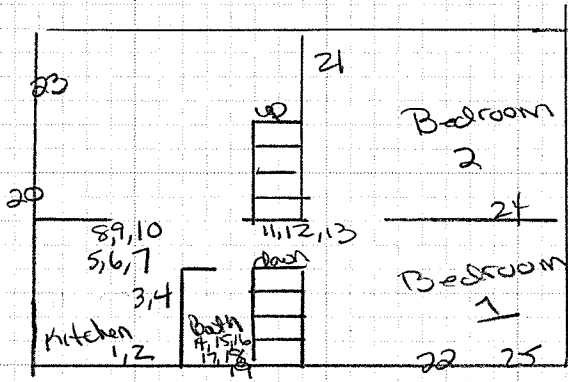 21
23
up
Bedroom
2
20
24
8,9,10
11,12,13
5,6,7
down
Bedroom
1
3,4
Kitchen
1,2
Bath
14,15,16
17,18
19
22
25